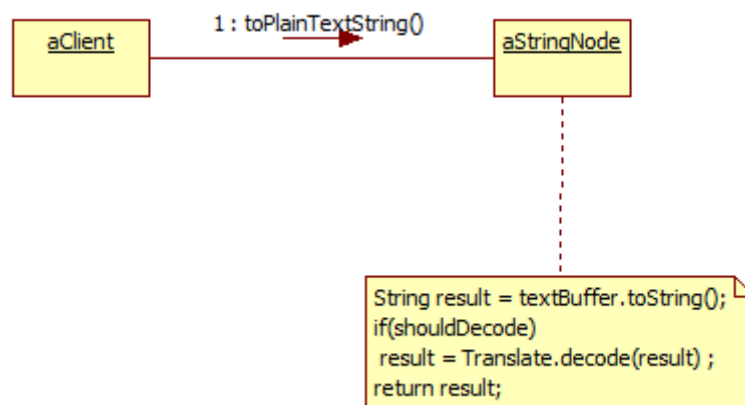 1 : toPlainTextString()
aClient
aStringNode
String result = textBuffer.toString();
if(shouldDecode)
result = Translate.decode(result) ;
return result;